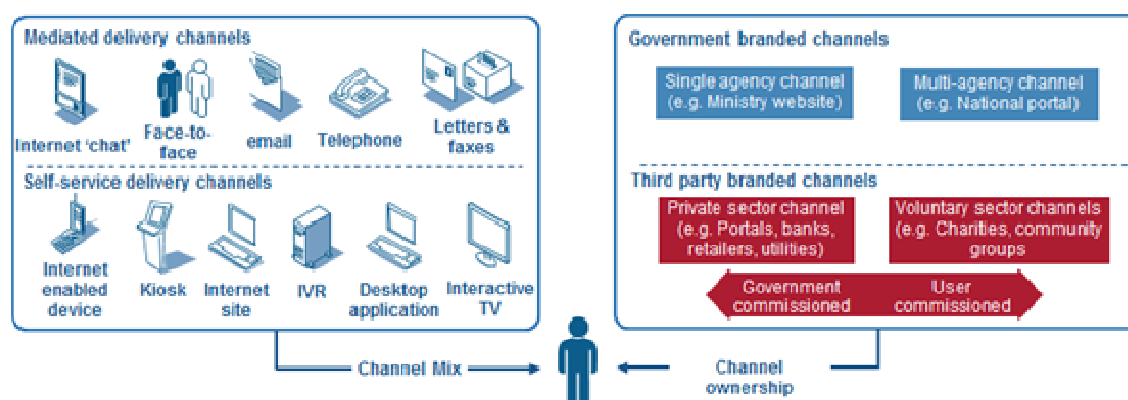 Mediated delivery channels
Internet 'chat'
Face-to-
face
email
Telephone
Letters &
faxes
Self-service delivery channels
Internet
enabled
device
Kiosk
Internet
site
IVR
Desktop
application
Interactive
TV
Government branded channels
Single agency channel
(e.g. Ministry website)
Multi-agency channel
(e.g. National portal)
Third party branded channels
Private sector channel
(e.g. Portals, banks,
retailers, utilities)
Voluntary sector channels
(e.g. Charities, community
groups
Government
commissioned
User
commissioned
Channel Mix
Channel
ownership